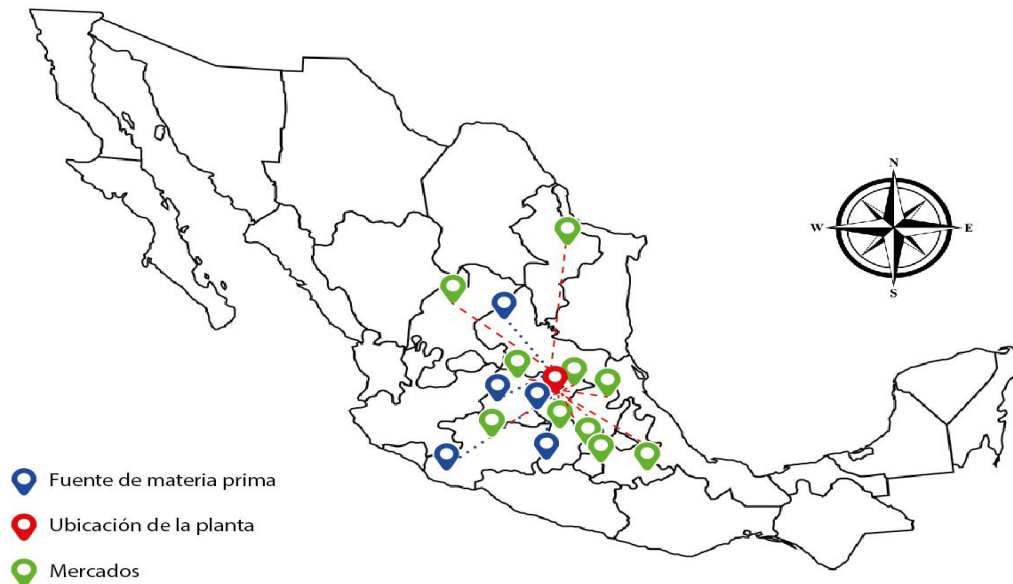 N
W
E
S
Fuente de materia prima
Ubicación de la planta
Mercados